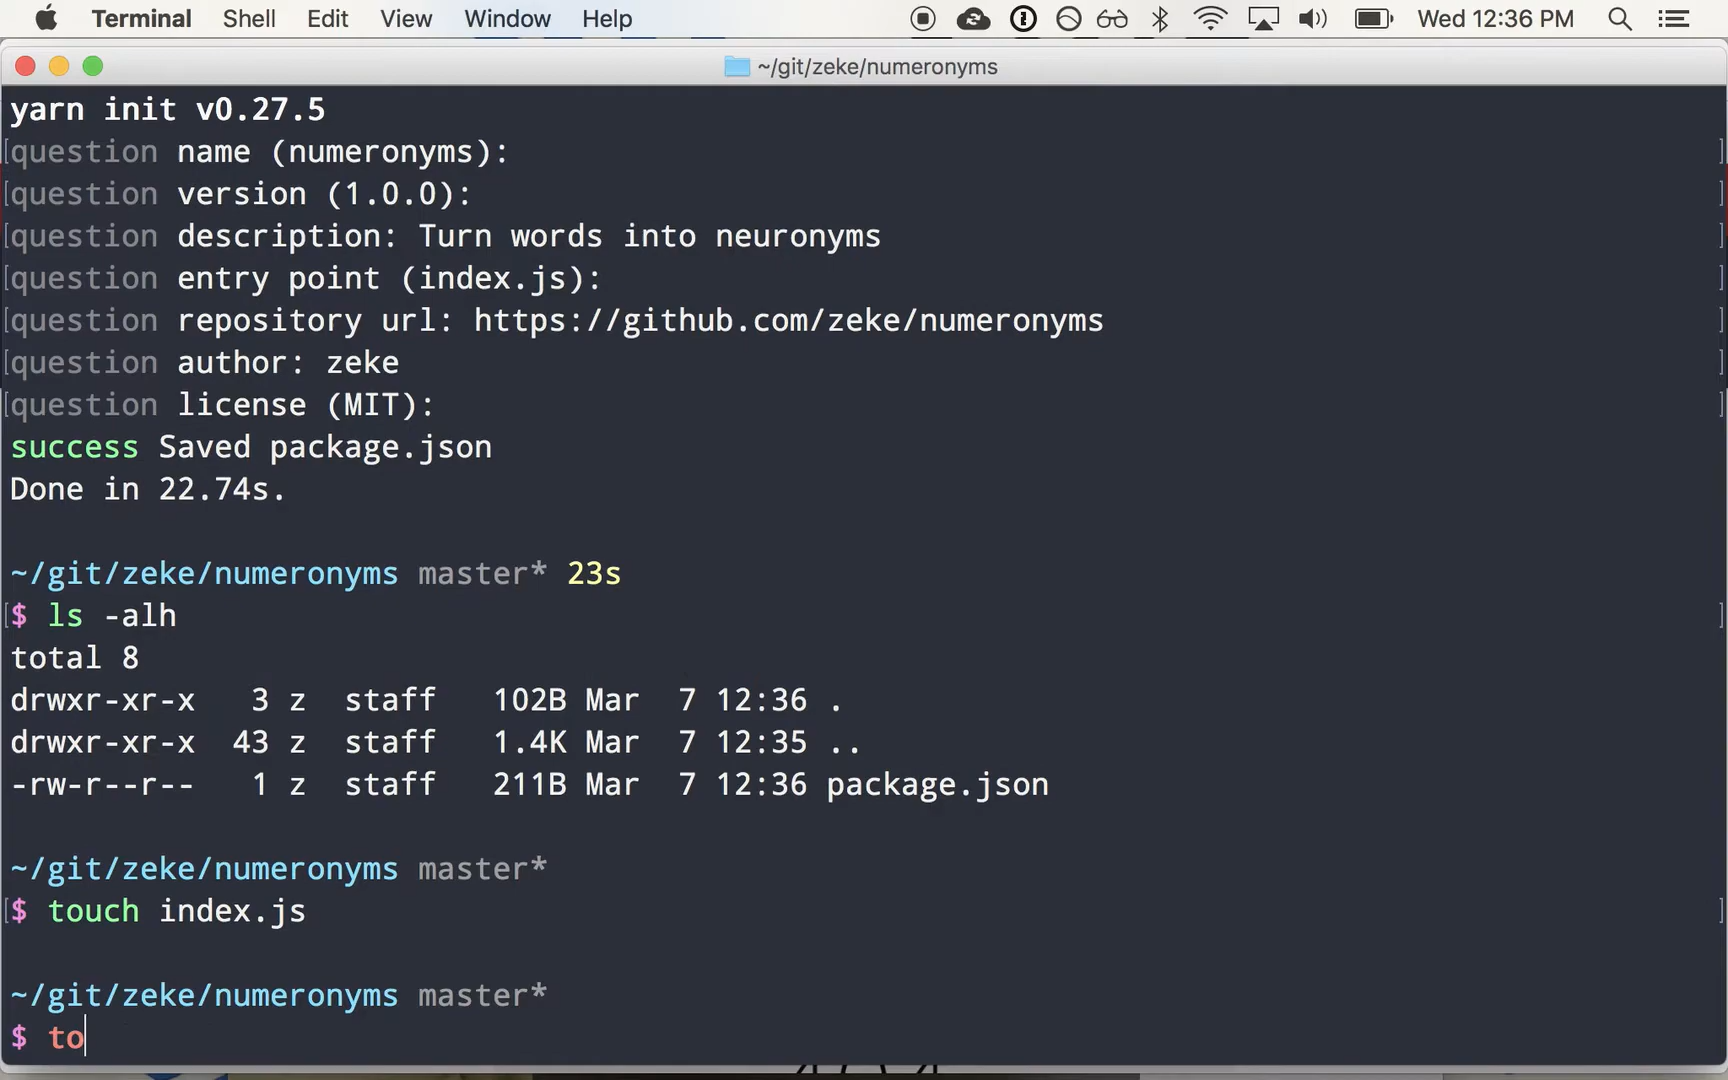 Terminal Shell Edit View Window Help Wed 12:36 PM
~/git/zeke/numeronyms
yarn init v0.27.5
[question name (numeronyms): ]
[question version (1.0.0): ]
[question description: Turn words into neuronyms ]
[question entry point (index.js): ]
[question repository url: https://github.com/zeke/numeronyms ]
[question author: zeke ]
[question license (MIT): ]
success Saved package.json
Done in 22.74s.
~/git/zeke/numeronyms master* 23s
[$ ls -alh ]
total 8
drwxr-xr-x 3 z staff 102B Mar 7 12:36 .
drwxr-xr-x 43 z staff 1.4K Mar 7 12:35 ..
-rw-r--r-- 1 z staff 211B Mar 7 12:36 package.json
~/git/zeke/numeronyms master*
[$ touch index.js ]
~/git/zeke/numeronyms master*
$ to